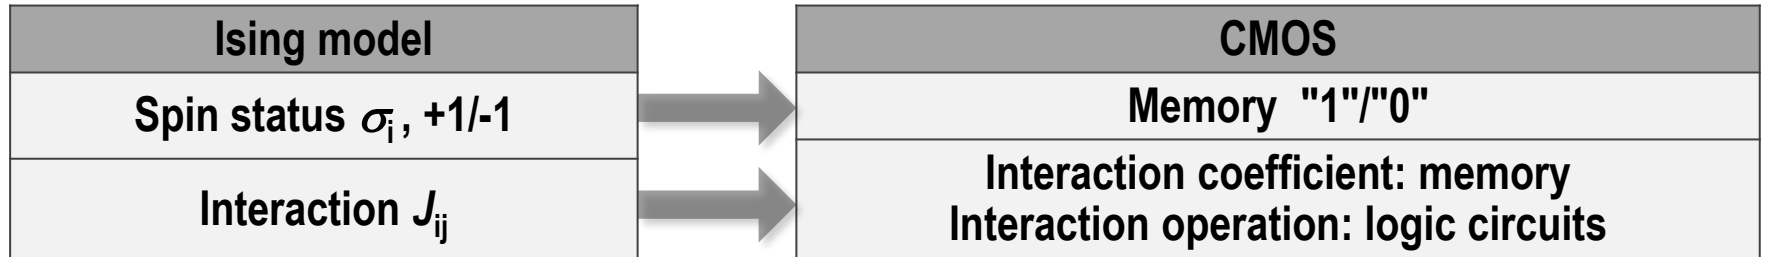 Ising model
CMOS
Spin status σi, +1/-1
Memory "1"/"0"
Interaction Jij
Interaction coefficient: memory
Interaction operation: logic circuits